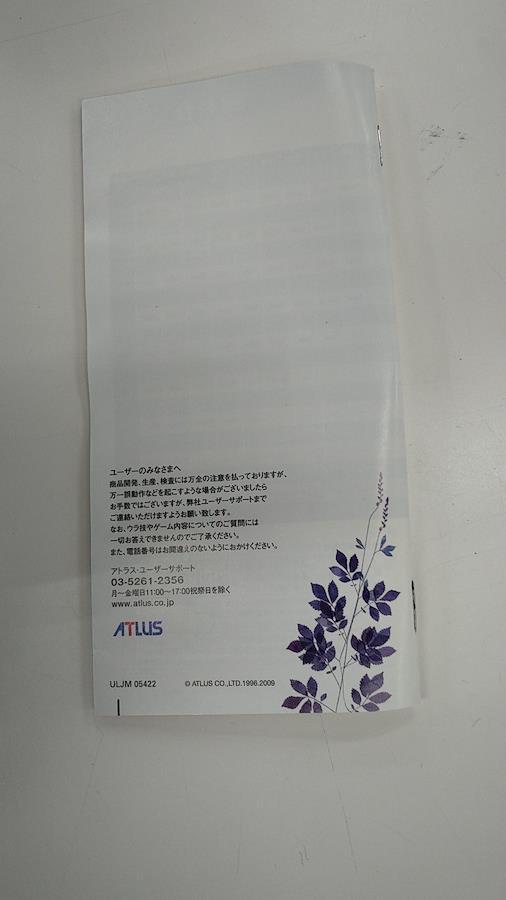 ユーザーのみなさまへ
商品開発、生産、検査には万全の注意を払っておりますが、
万一誤動作などを起こすような場合がございましたら
お手数ではございますが、弊社ユーザーサポートまで
ご連絡いただけますようお願い致します。
なお、ウラ技やゲーム内容についてのご質問には
一切お答えできませんのでご了承ください。
また、電話番号はお間違えのないようにおかけください。
アトラス・ユーザーサポート
03-5261-2356
月〜金曜日11:00〜17:00祝祭日を除く
www.atlus.co.jp
ATLUS
ULJM 05422 © ATLUS CO.,LTD.1996.2009